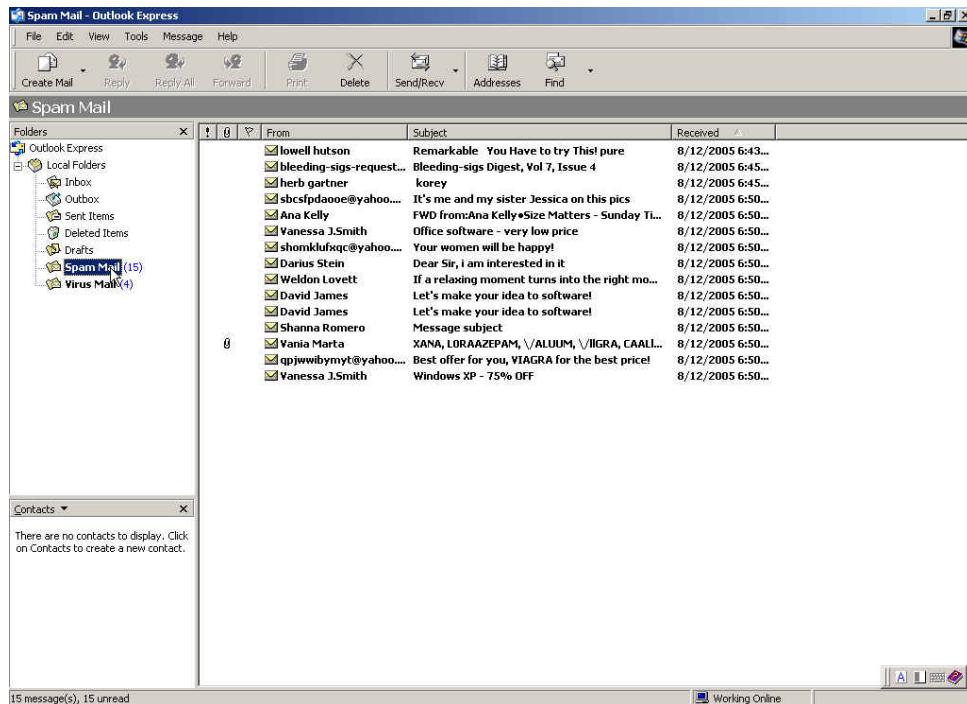 Spam Mail - Outlook Express
File Edit View Tools Message Help
Create Mail Reply Reply All Forward Print Delete Send/Recv Addresses Find
Spam Mail
Folders
Outlook Express
Local Folders
Inbox
Outbox
Sent Items
Deleted Items
Drafts
Spam Mail (15)
Virus Mail (4)
Contacts
There are no contacts to display. Click
on Contacts to create a new contact.
! From Subject Received
lowell hutson Remarkable You Have to try This! pure 8/12/2005 6:43...
bleeding-sigs-request... Bleeding-sigs Digest, Vol 7, Issue 4 8/12/2005 6:45...
herb gartner korey 8/12/2005 6:45...
sbcsfpdaooe@yahoo.... It's me and my sister Jessica on this pics 8/12/2005 6:50...
Ana Kelly FWD from:Ana Kelly•Size Matters - Sunday Ti... 8/12/2005 6:50...
Vanessa J.Smith Office software - very low price 8/12/2005 6:50...
shomklufxqc@yahoo.... Your women will be happy! 8/12/2005 6:50...
Darius Stein Dear Sir, i am interested in it 8/12/2005 6:50...
Weldon Lovett If a relaxing moment turns into the right mo... 8/12/2005 6:50...
David James Let's make your idea to software! 8/12/2005 6:50...
David James Let's make your idea to software! 8/12/2005 6:50...
Shanna Romero Message subject 8/12/2005 6:50...
Vania Marta XANA, L0RAAZEPAM, \/ALUUM, \/llGRA, CAALl... 8/12/2005 6:50...
qpjwwibymyt@yahoo.... Best offer for you, VIAGRA for the best price! 8/12/2005 6:50...
Vanessa J.Smith Windows XP - 75% OFF 8/12/2005 6:50...
A
15 message(s), 15 unread Working Online